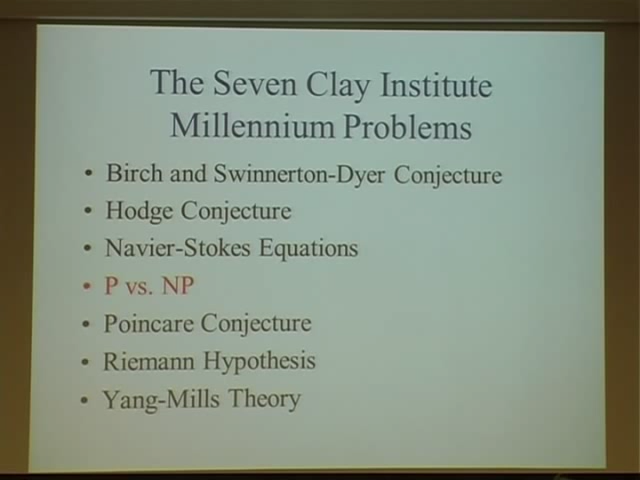 The Seven Clay Institute
Millennium Problems
• Birch and Swinnerton-Dyer Conjecture
• Hodge Conjecture
• Navier-Stokes Equations
• P vs. NP
• Poincare Conjecture
• Riemann Hypothesis
• Yang-Mills Theory